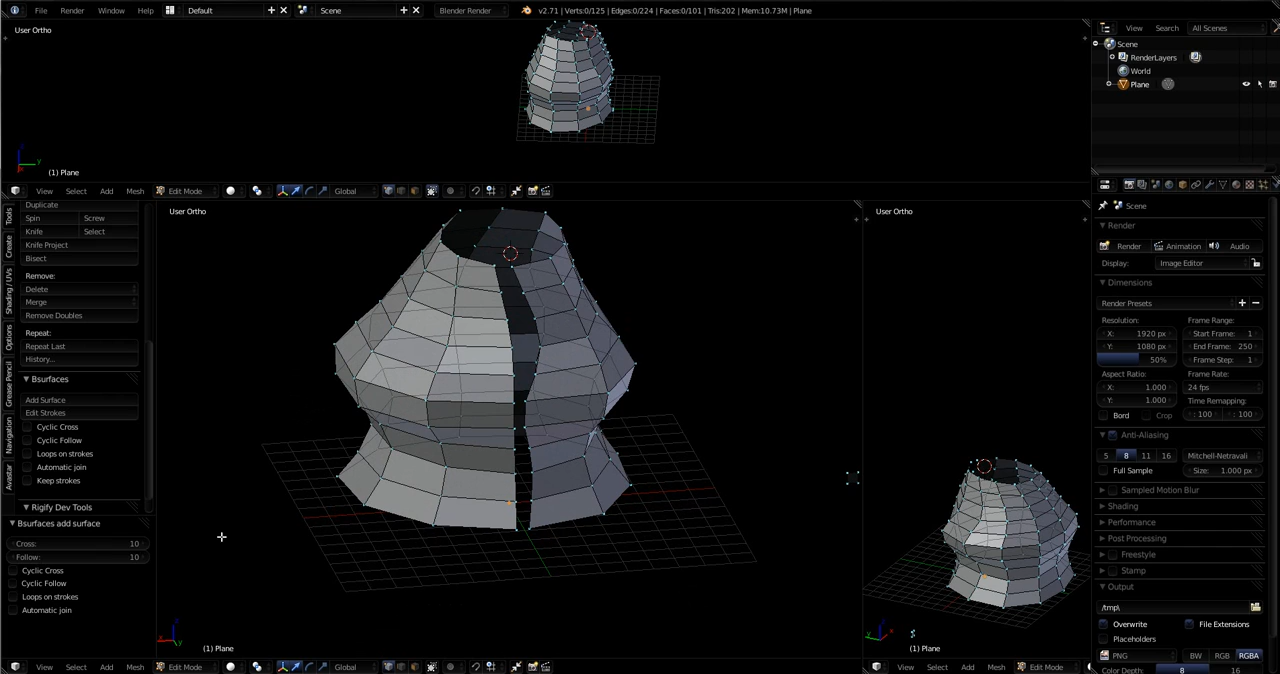 File Render Window Help Default Scene Blender Render v2.71 | Verts:0/125 | Edges:0/224 | Faces:0/101 | Tris:202 | Mem:10.73M | Plane
User Ortho
(1) Plane
View Select Add Mesh Edit Mode Global
View Search All Scenes
Scene
RenderLayers
World
Plane
Tools
Create
Shading / UVs
Options
Grease Pencil
Navigation
Avastar
Duplicate
Spin Screw
Knife Select
Knife Project
Bisect
Remove:
Delete
Merge
Remove Doubles
Repeat:
Repeat Last
History...
Bsurfaces
Add Surface
Edit Strokes
Cyclic Cross
Cyclic Follow
Loops on strokes
Automatic join
Keep strokes
Rigify Dev Tools
Bsurfaces add surface
Cross: 10
Follow: 10
Cyclic Cross
Cyclic Follow
Loops on strokes
Automatic join
User Ortho
(1) Plane
View Select Add Mesh Edit Mode Global
User Ortho
(1) Plane
View Select Add Mesh Edit Mode
Scene
Render
Render Animation Audio
Display: Image Editor
Dimensions
Render Presets
Resolution: Frame Range:
X: 1920 px Start Frame: 1
Y: 1080 px End Frame: 250
50% Frame Step: 1
Aspect Ratio: Frame Rate:
X: 1.000 24 fps
Y: 1.000 Time Remapping:
Bord Crop : 100 : 100
Anti-Aliasing
5 8 11 16 Mitchell-Netravali
Full Sample Size: 1.000 px
Sampled Motion Blur
Shading
Performance
Post Processing
Freestyle
Stamp
Output
/tmp\
Overwrite File Extensions
Placeholders
PNG BW RGB RGBA
Color Depth: 8 16